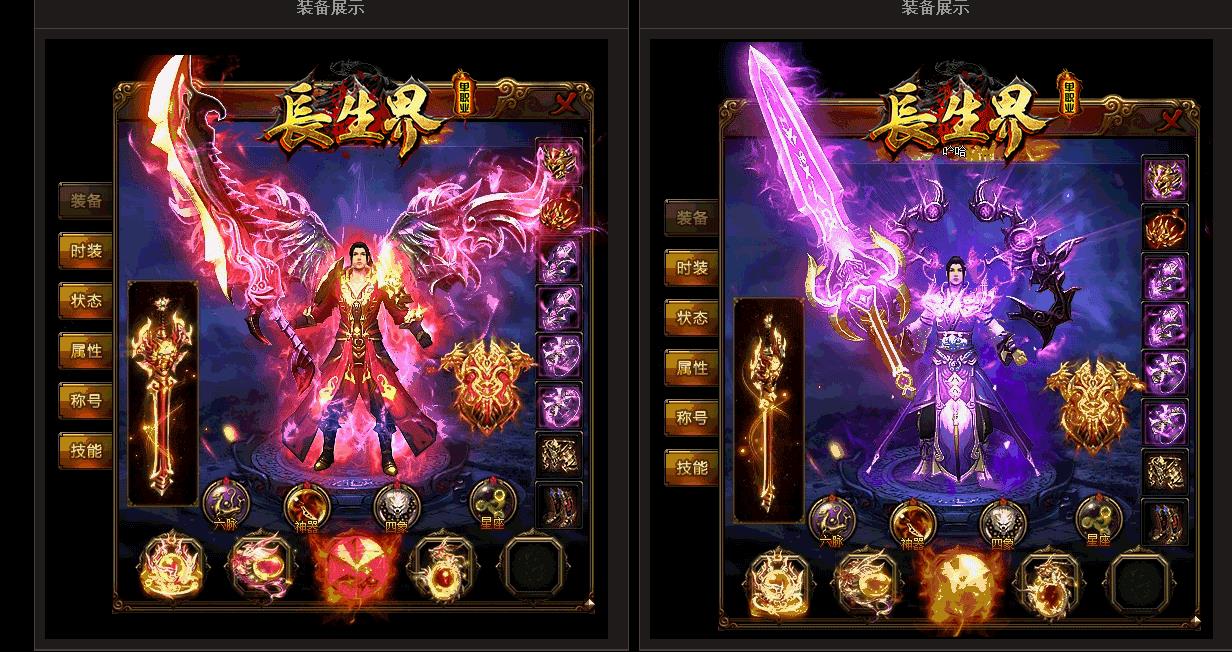 装备展示
長生界
单职业
装备
时装
状态
属性
称号
技能
六脉
神器
四象
星座
装备展示
長生界
单职业
哈哈
装备
时装
状态
属性
称号
技能
六脉
神器
四象
星座